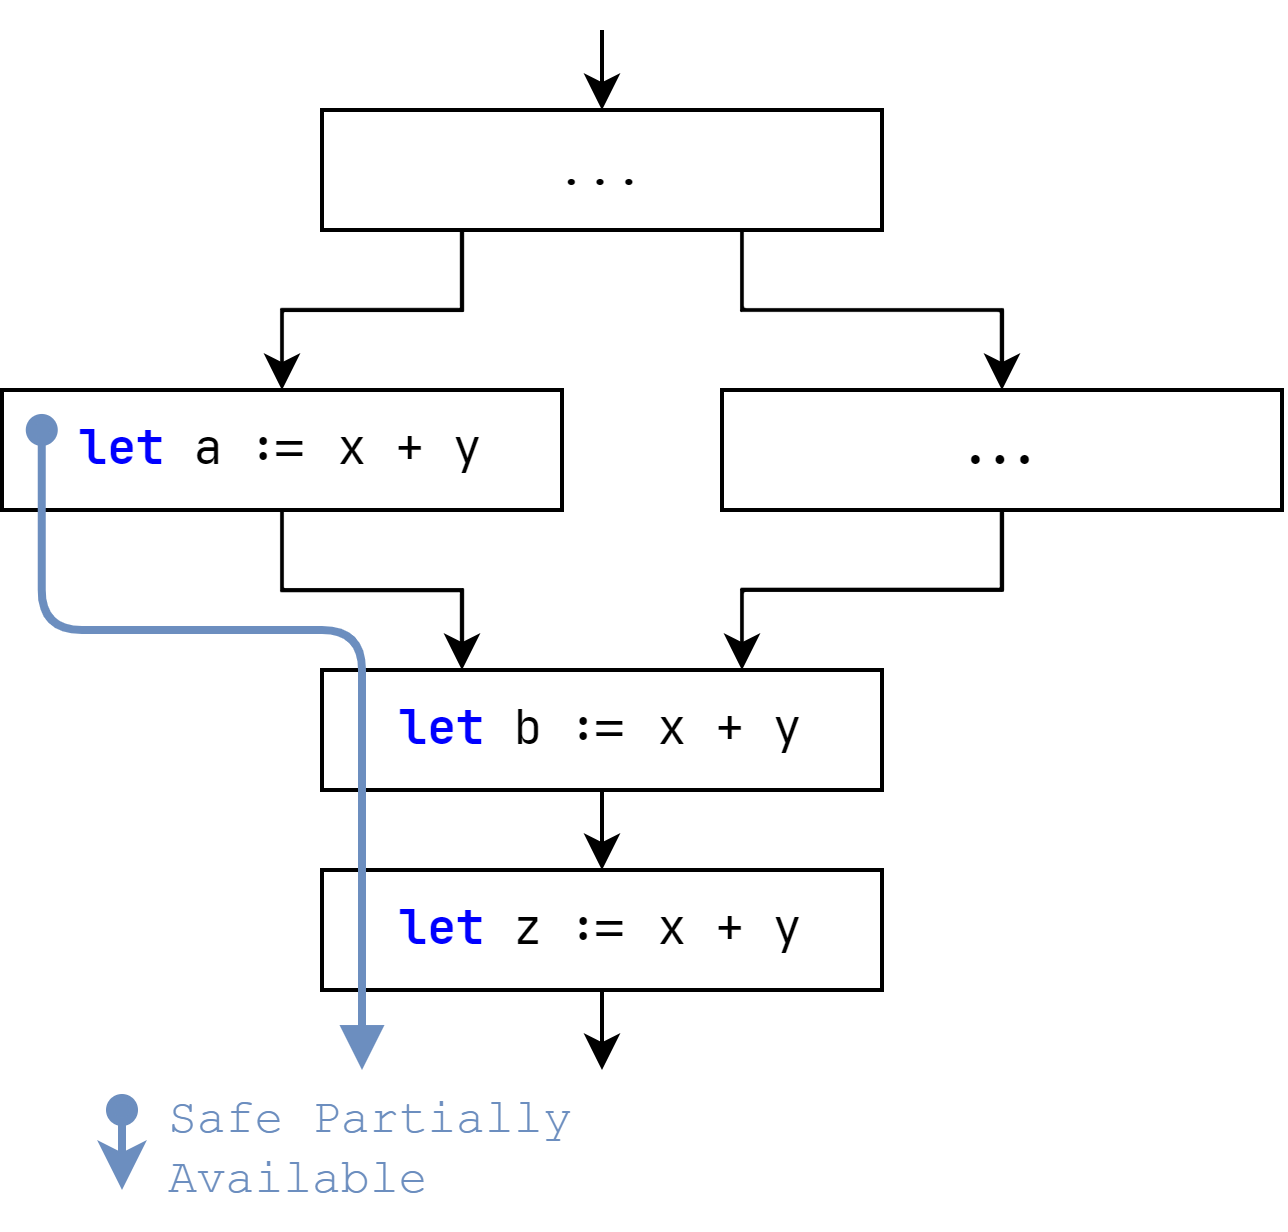 ...
let a := x + y
...
let b := x + y
let z := x + y
Safe Partially
Available